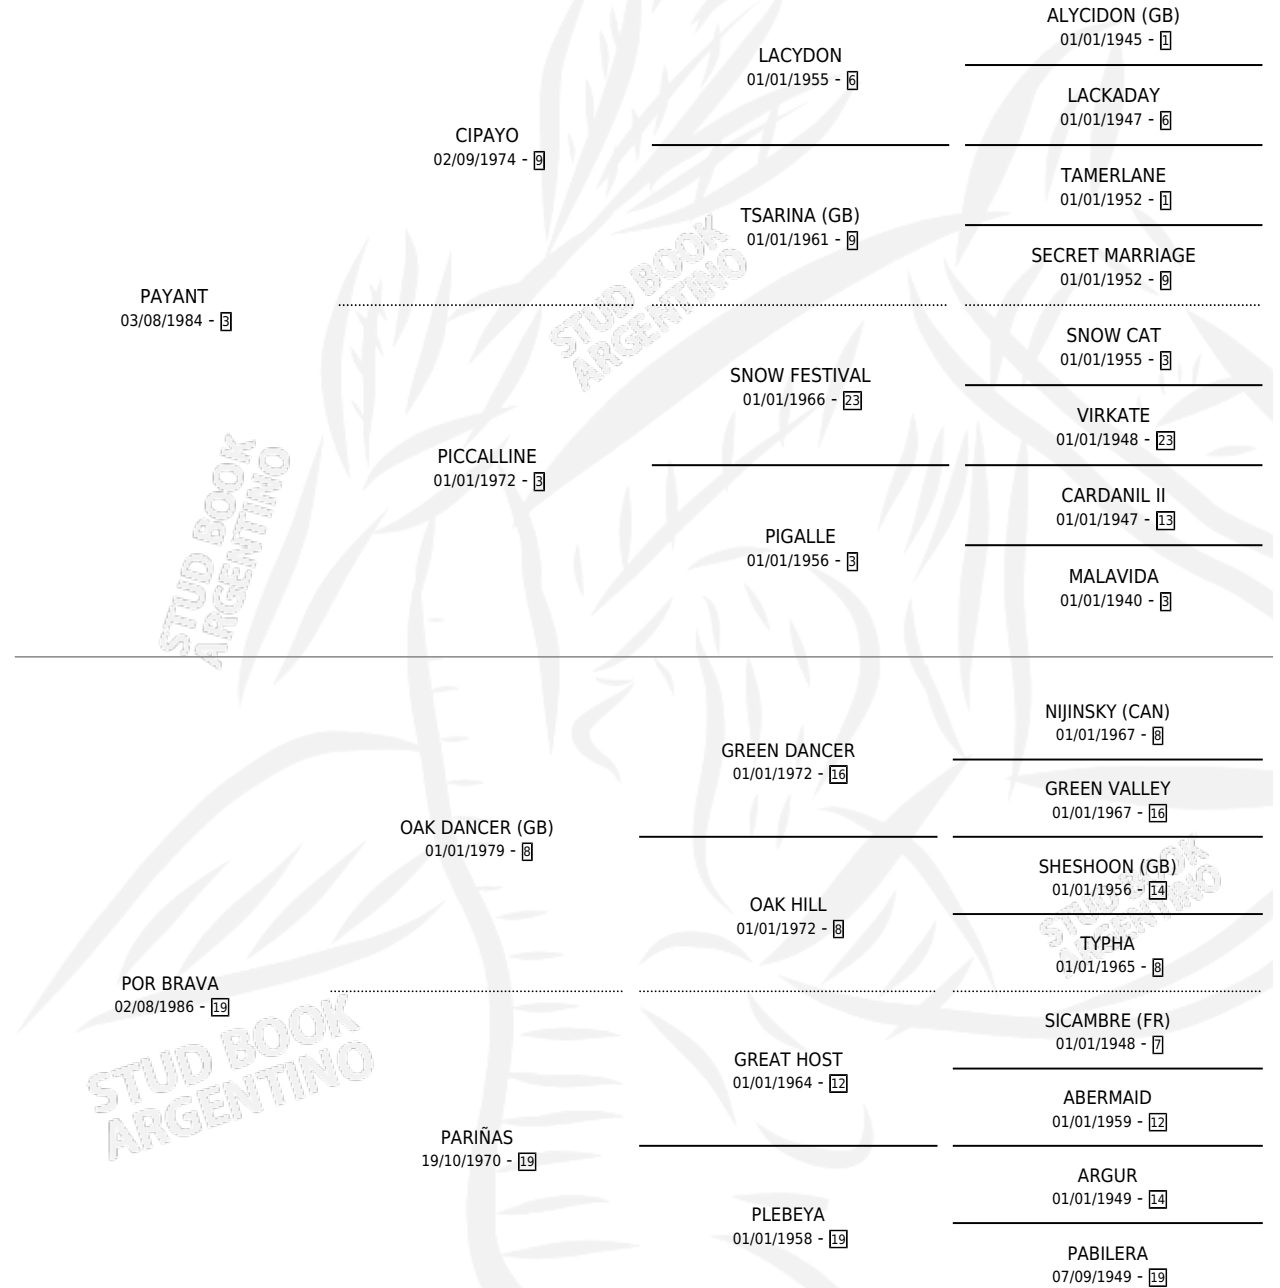 ALYCIDON (GB)
01/01/1945 - 1
LACYDON
01/01/1955 - 6
LACKADAY
01/01/1947 - 6
CIPAYO
02/09/1974 - 9
TAMERLANE
01/01/1952 - 1
TSARINA (GB)
01/01/1961 - 9
SECRET MARRIAGE
01/01/1952 - 9
PAYANT
03/08/1984 - 3
STUD BOOK
ARGENTINO
SNOW CAT
01/01/1955 - 3
SNOW FESTIVAL
01/01/1966 - 23
VIRKATE
01/01/1948 - 23
PICCALLINE
01/01/1972 - 3
CARDANIL II
01/01/1947 - 13
PIGALLE
01/01/1956 - 3
MALAVIDA
01/01/1940 - 3
STUD BOOK
ARGENTINO
NIJINSKY (CAN)
01/01/1967 - 8
GREEN DANCER
01/01/1972 - 16
GREEN VALLEY
01/01/1967 - 16
OAK DANCER (GB)
01/01/1979 - 8
SHESHOON (GB)
01/01/1956 - 14
OAK HILL
01/01/1972 - 8
STUD BOOK
ARGENTINO
TYPHA
01/01/1965 - 8
POR BRAVA
02/08/1986 - 19
SICAMBRE (FR)
01/01/1948 - 7
GREAT HOST
01/01/1964 - 12
ABERMAID
01/01/1959 - 12
STUD BOOK
ARGENTINO
PARIÑAS
19/10/1970 - 19
ARGUR
01/01/1949 - 14
PLEBEYA
01/01/1958 - 19
PABILERA
07/09/1949 - 19